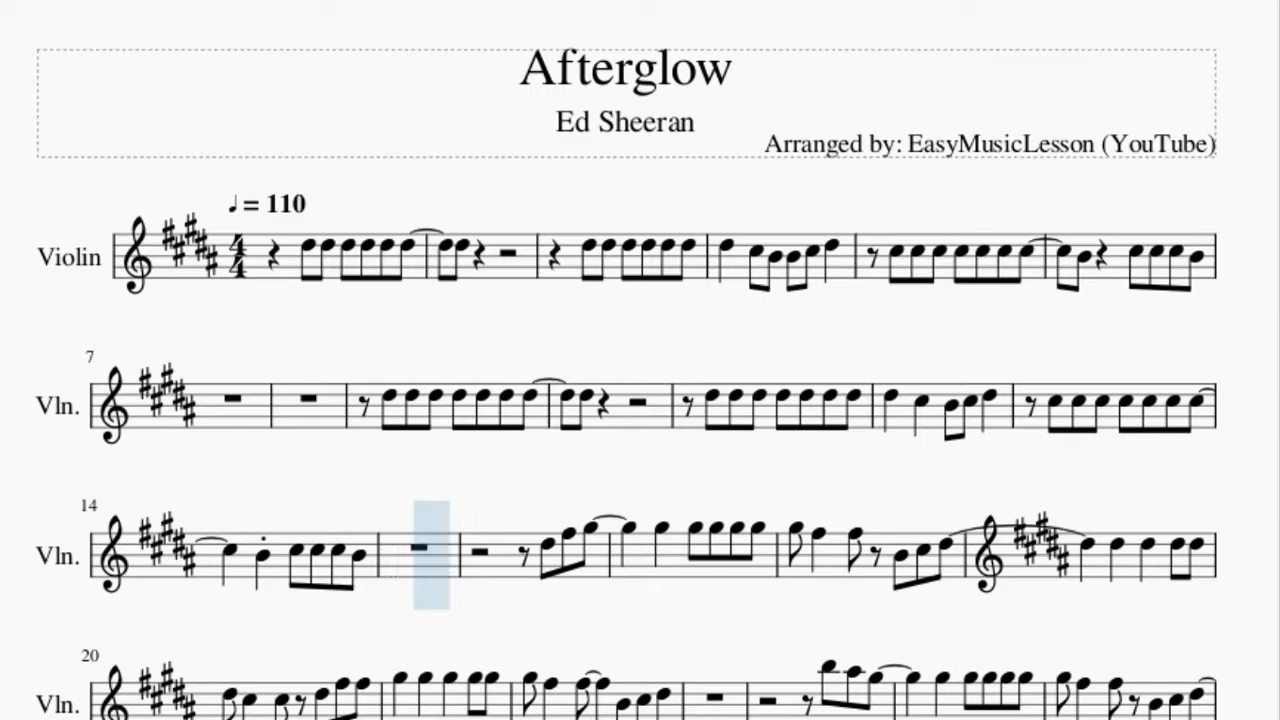 Afterglow
Ed Sheeran
Arranged by: EasyMusicLesson (YouTube)
♩ = 110
Violin
4
4
7
Vln.
14
Vln.
20
Vln.